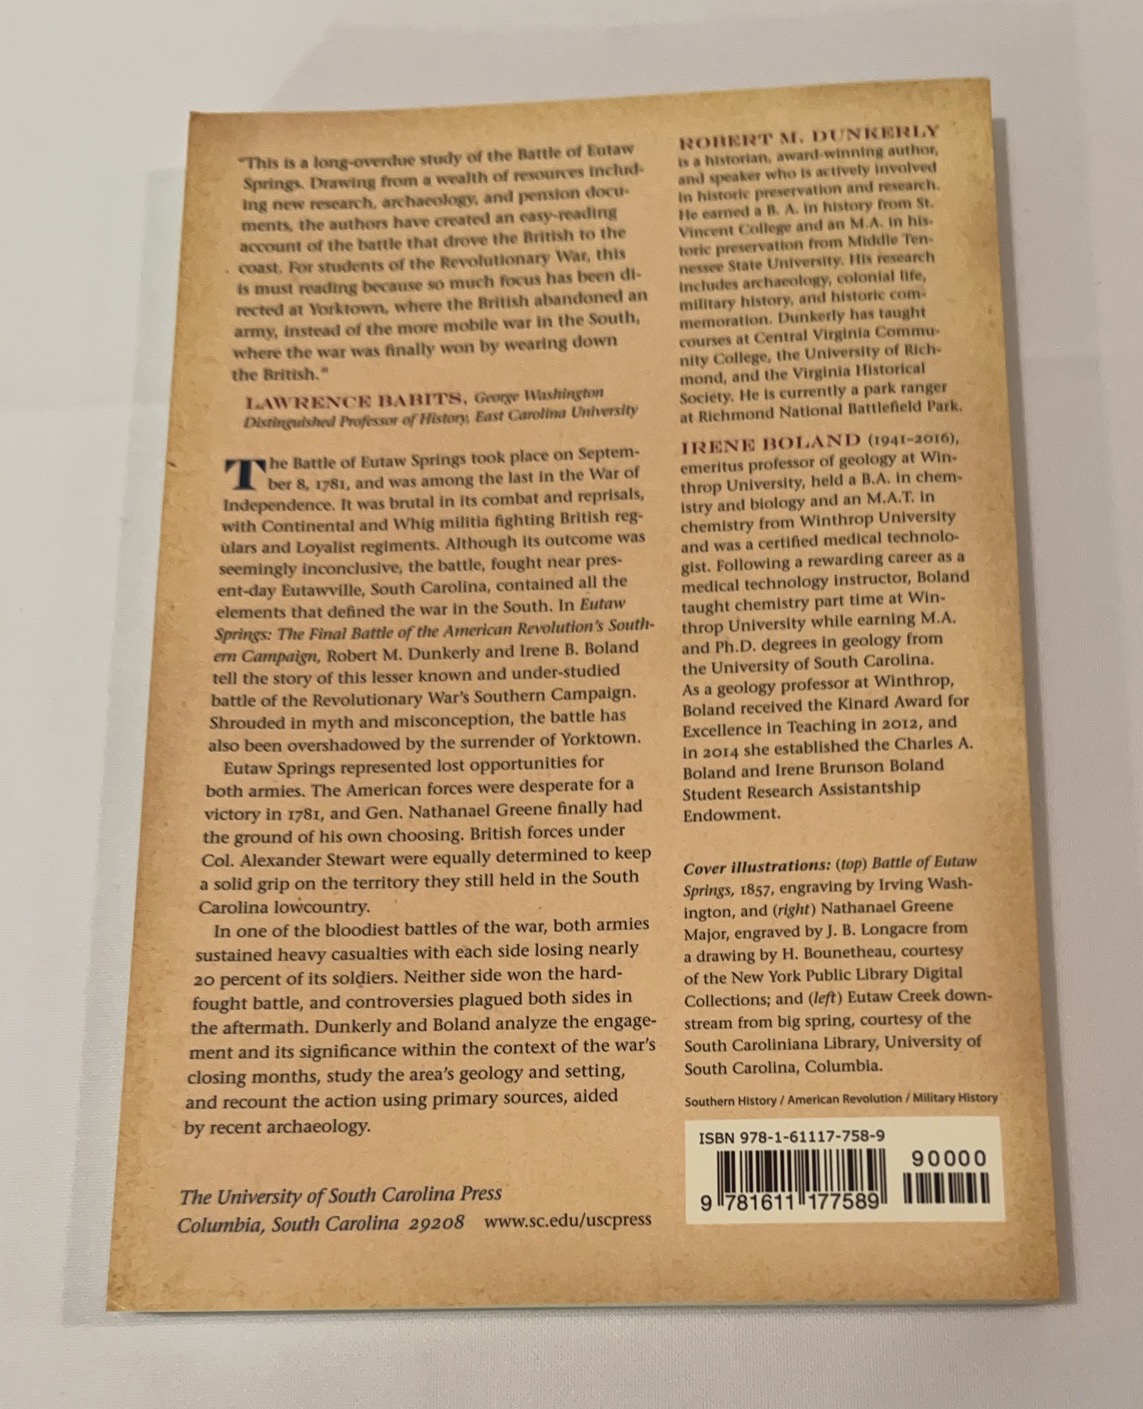 "This is a long-overdue study of the Battle of Eutaw
Springs. Drawing from a wealth of resources includ-
ing new research, archaeology, and pension docu-
ments, the authors have created an easy-reading
account of the battle that drove the British to the
coast. For students of the Revolutionary War, this
is must reading because so much focus has been di-
rected at Yorktown, where the British abandoned an
army, instead of the more mobile war in the South,
where the war was finally won by wearing down
the British."
LAWRENCE BABITS, George Washington
Distinguished Professor of History, East Carolina University
The Battle of Eutaw Springs took place on Septem-
ber 8, 1781, and was among the last in the War of
Independence. It was brutal in its combat and reprisals,
with Continental and Whig militia fighting British reg-
ulars and Loyalist regiments. Although its outcome was
seemingly inconclusive, the battle, fought near pres-
ent-day Eutawville, South Carolina, contained all the
elements that defined the war in the South. In Eutaw
Springs: The Final Battle of the American Revolution's South-
ern Campaign, Robert M. Dunkerly and Irene B. Boland
tell the story of this lesser known and under-studied
battle of the Revolutionary War's Southern Campaign.
Shrouded in myth and misconception, the battle has
also been overshadowed by the surrender of Yorktown.
Eutaw Springs represented lost opportunities for
both armies. The American forces were desperate for a
victory in 1781, and Gen. Nathanael Greene finally had
the ground of his own choosing. British forces under
Col. Alexander Stewart were equally determined to keep
a solid grip on the territory they still held in the South
Carolina lowcountry.
In one of the bloodiest battles of the war, both armies
sustained heavy casualties with each side losing nearly
20 percent of its soldiers. Neither side won the hard-
fought battle, and controversies plagued both sides in
the aftermath. Dunkerly and Boland analyze the engage-
ment and its significance within the context of the war's
closing months, study the area's geology and setting,
and recount the action using primary sources, aided
by recent archaeology.
The University of South Carolina Press
Columbia, South Carolina 29208 www.sc.edu/uscpress
ROBERT M. DUNKERLY
is a historian, award-winning author,
and speaker who is actively involved
in historic preservation and research.
He earned a B. A. in history from St.
Vincent College and an M.A. in his-
toric preservation from Middle Ten-
nessee State University. His research
includes archaeology, colonial life,
military history, and historic com-
memoration. Dunkerly has taught
courses at Central Virginia Commu-
nity College, the University of Rich-
mond, and the Virginia Historical
Society. He is currently a park ranger
at Richmond National Battlefield Park.
IRENE BOLAND (1941–2016),
emeritus professor of geology at Win-
throp University, held a B.A. in chem-
istry and biology and an M.A.T. in
chemistry from Winthrop University
and was a certified medical technolo-
gist. Following a rewarding career as a
medical technology instructor, Boland
taught chemistry part time at Win-
throp University while earning M.A.
and Ph.D. degrees in geology from
the University of South Carolina.
As a geology professor at Winthrop,
Boland received the Kinard Award for
Excellence in Teaching in 2012, and
in 2014 she established the Charles A.
Boland and Irene Brunson Boland
Student Research Assistantship
Endowment.
Cover illustrations: (top) Battle of Eutaw
Springs, 1857, engraving by Irving Wash-
ington, and (right) Nathanael Greene
Major, engraved by J. B. Longacre from
a drawing by H. Bounetheau, courtesy
of the New York Public Library Digital
Collections; and (left) Eutaw Creek down-
stream from big spring, courtesy of the
South Caroliniana Library, University of
South Carolina, Columbia.
Southern History / American Revolution / Military History
ISBN 978-1-61117-758-9
90000
9 781611 177589